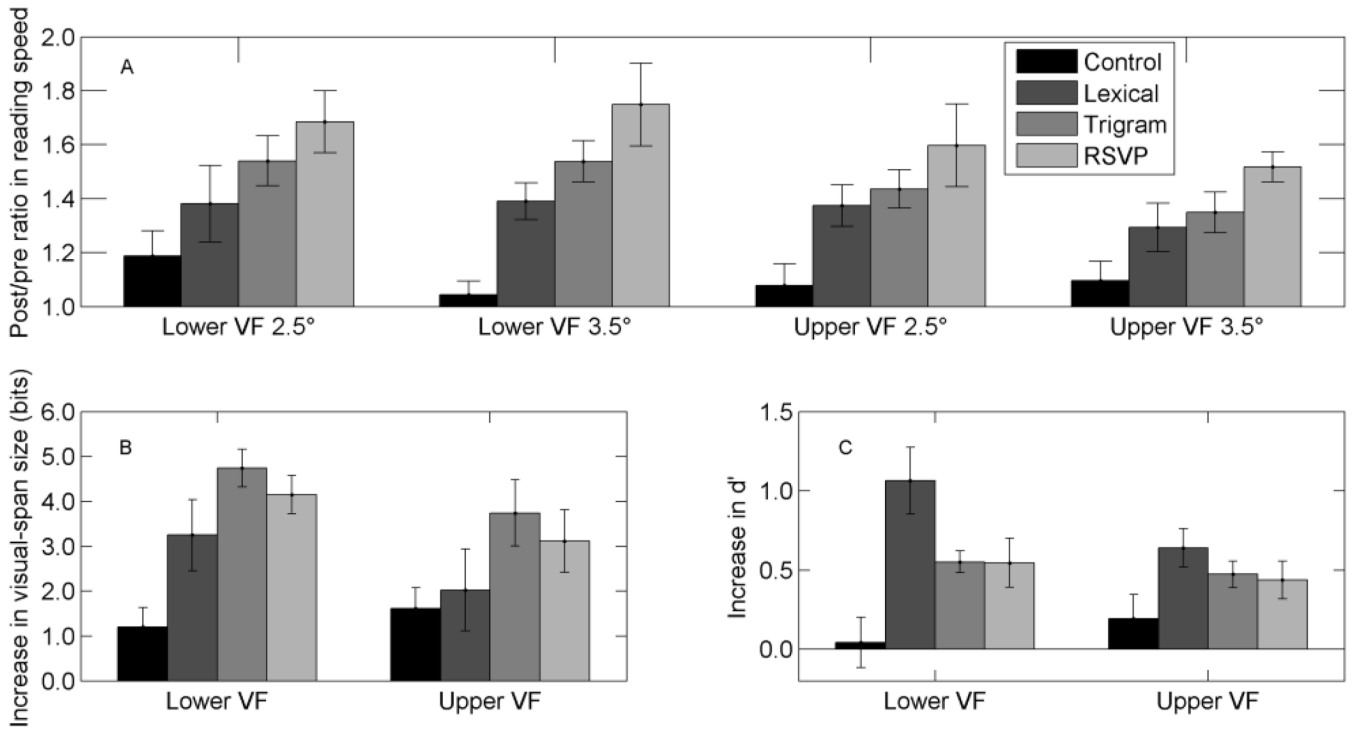 Post/pre ratio in reading speed
2.0
1.8
1.6
1.4
1.2
1.0
A
Control
Lexical
Trigram
RSVP
Lower VF 2.5°
Lower VF 3.5°
Upper VF 2.5°
Upper VF 3.5°
Increase in visual-span size (bits)
6.0
5.0
4.0
3.0
2.0
1.0
0.0
B
Lower VF
Upper VF
Increase in d'
1.5
1.0
0.5
0.0
C
Lower VF
Upper VF